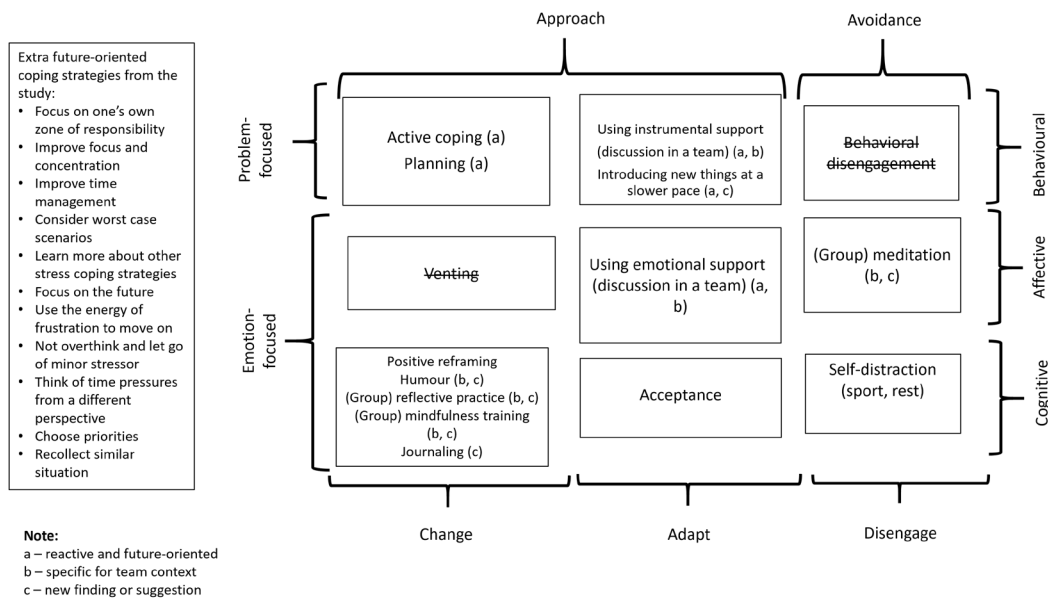 Approach
Avoidance
Extra future-oriented
coping strategies from the
study:
• Focus on one's own
zone of responsibility
• Improve focus and
concentration
• Improve time
management
• Consider worst case
scenarios
• Learn more about other
stress coping strategies
• Focus on the future
• Use the energy of
frustration to move on
• Not overthink and let go
of minor stressor
• Think of time pressures
from a different
perspective
• Choose priorities
• Recollect similar
situation
Problem-
focused
Active coping (a)
Planning (a)
Using instrumental support
(discussion in a team) (a, b)
Introducing new things at a
slower pace (a, c)
Behavioral
disengagement
Behavioural
Emotion-
focused
Venting
Using emotional support
(discussion in a team) (a,
b)
(Group) meditation
(b, c)
Affective
Positive reframing
Humour (b, c)
(Group) reflective practice (b, c)
(Group) mindfulness training
(b, c)
Journaling (c)
Acceptance
Self-distraction
(sport, rest)
Cognitive
Change
Adapt
Disengage
Note:
a – reactive and future-oriented
b – specific for team context
c – new finding or suggestion